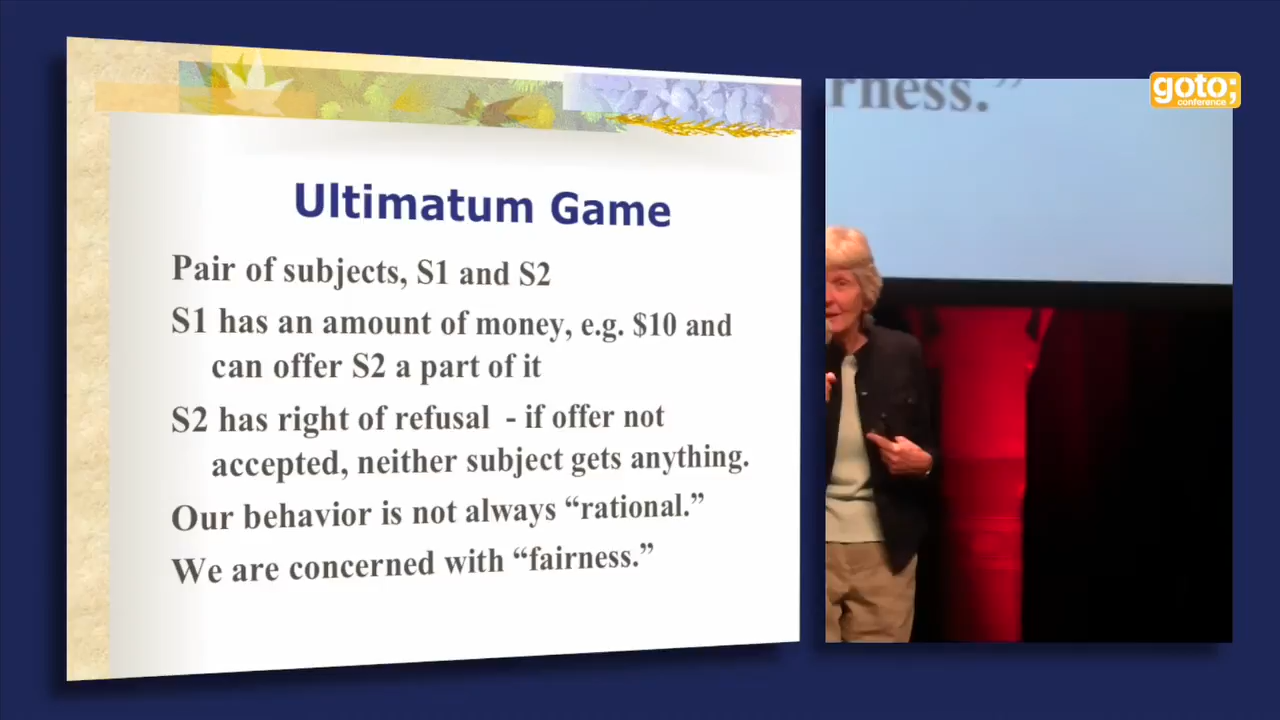 goto;
conference
rness.”
Ultimatum Game
Pair of subjects, S1 and S2
S1 has an amount of money, e.g. $10 and
can offer S2 a part of it
S2 has right of refusal - if offer not
accepted, neither subject gets anything.
Our behavior is not always “rational.”
We are concerned with “fairness.”